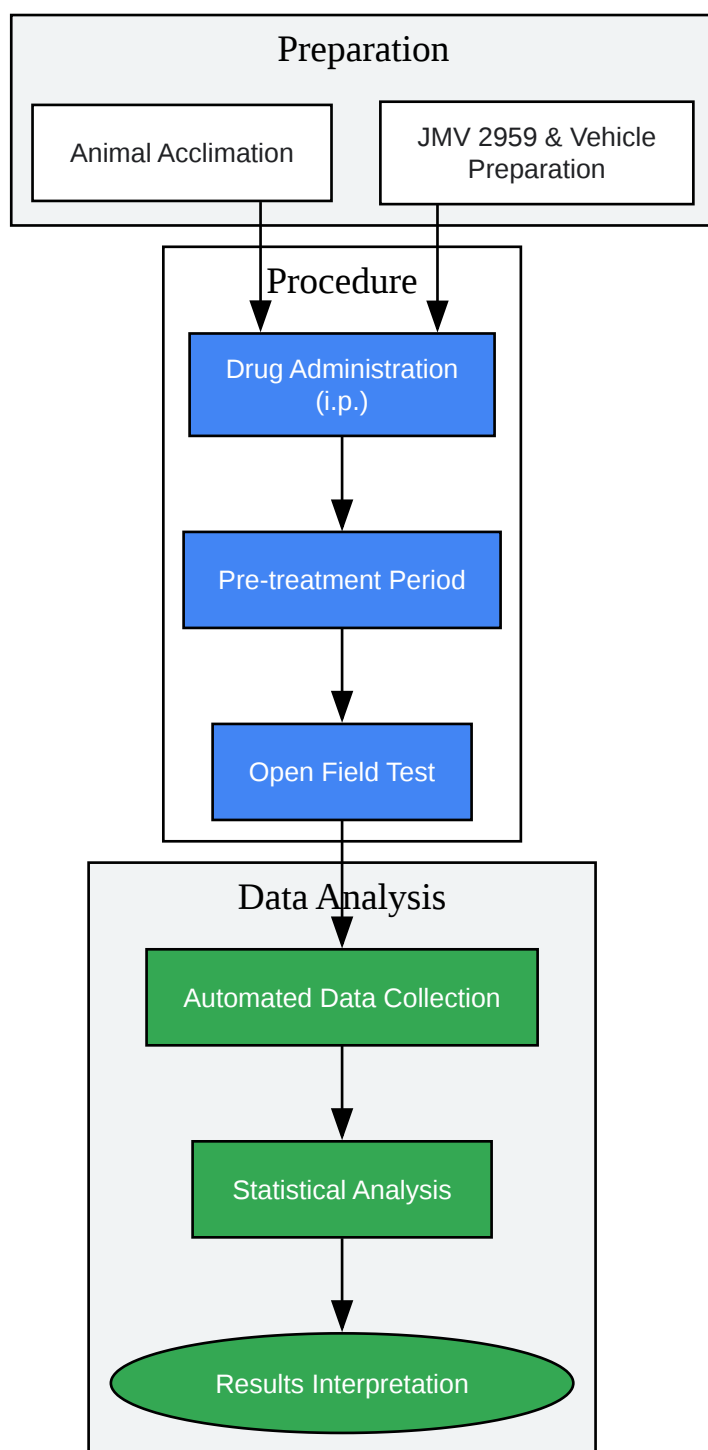 Preparation
Animal Acclimation
JMV 2959 & Vehicle
Preparation
Procedure
Drug Administration
(i.p.)
Pre-treatment Period
Open Field Test
Data Analysis
Automated Data Collection
Statistical Analysis
Results Interpretation